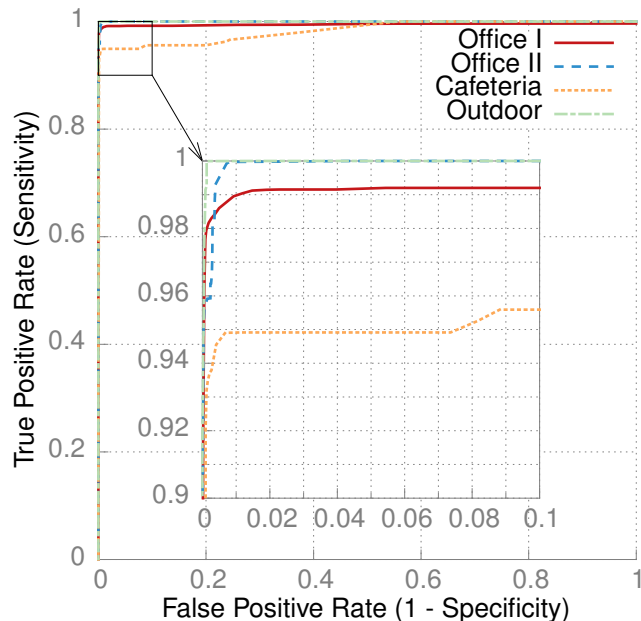 1
0.8
0.6
0.4
0.2
0
True Positive Rate (Sensitivity)
Office I
Office II
Cafeteria
Outdoor
1
0.98
0.96
0.94
0.92
0.9
0 0.02 0.04 0.06 0.08 0.1
0 0.2 0.4 0.6 0.8 1
False Positive Rate (1 - Specificity)